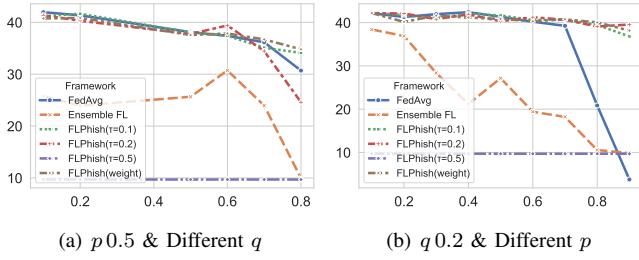 40
30
20
10
0.2 0.4 0.6 0.8
Framework
FedAvg
Ensemble FL
FLPhish(τ=0.1)
FLPhish(τ=0.2)
FLPhish(τ=0.5)
FLPhish(weight)
(a) p 0.5 & Different q
40
30
20
10
0.2 0.4 0.6 0.8
Framework
FedAvg
Ensemble FL
FLPhish(τ=0.1)
FLPhish(τ=0.2)
FLPhish(τ=0.5)
FLPhish(weight)
(b) q 0.2 & Different p